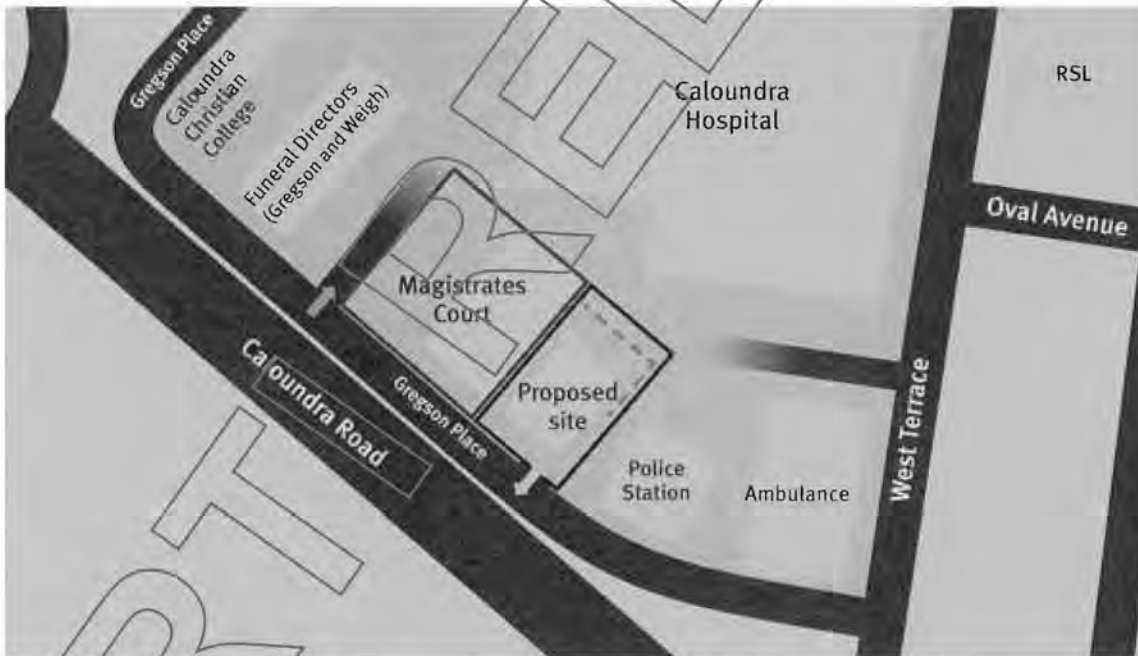 Gregson Place
Caloundra
Christian
College
Funeral Directors
(Gregson and Weigh)
Caloundra
Hospital
RSL
Oval Avenue
Magistrates
Court
Caloundra Road
Gregson Place
Proposed
site
Police
Station
Ambulance
West Terrace